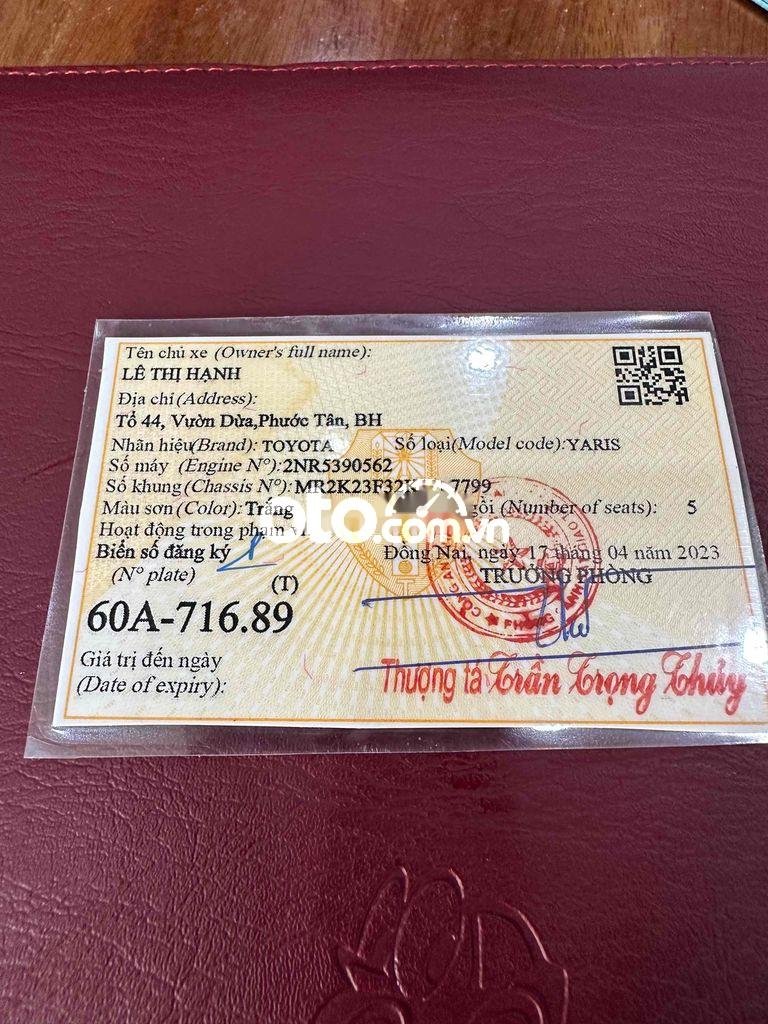 Tên chủ xe (Owner's full name):
LÊ THỊ HẠNH
Địa chỉ (Address):
Tổ 44, Vườn Dừa,Phước Tân, BH
Nhãn hiệu(Brand): TOYOTA Số loại(Model code):YARIS
Số máy (Engine N°):2NR5390562
Số khung (Chassis N°):MR2K23F32K 7799
Màu sơn (Color): Trắng gồi (Number of seats): 5
oto.com.vn
Hoạt động trong phạm vi
Biển số đăng ký Đồng Nai, ngày 17 tháng 04 năm 2023
(N° plate) TRƯỞNG PHÒNG
(T)
60A-716.89
Giá trị đến ngày
(Date of expiry):
Thượng tá Trần Trọng Thủy